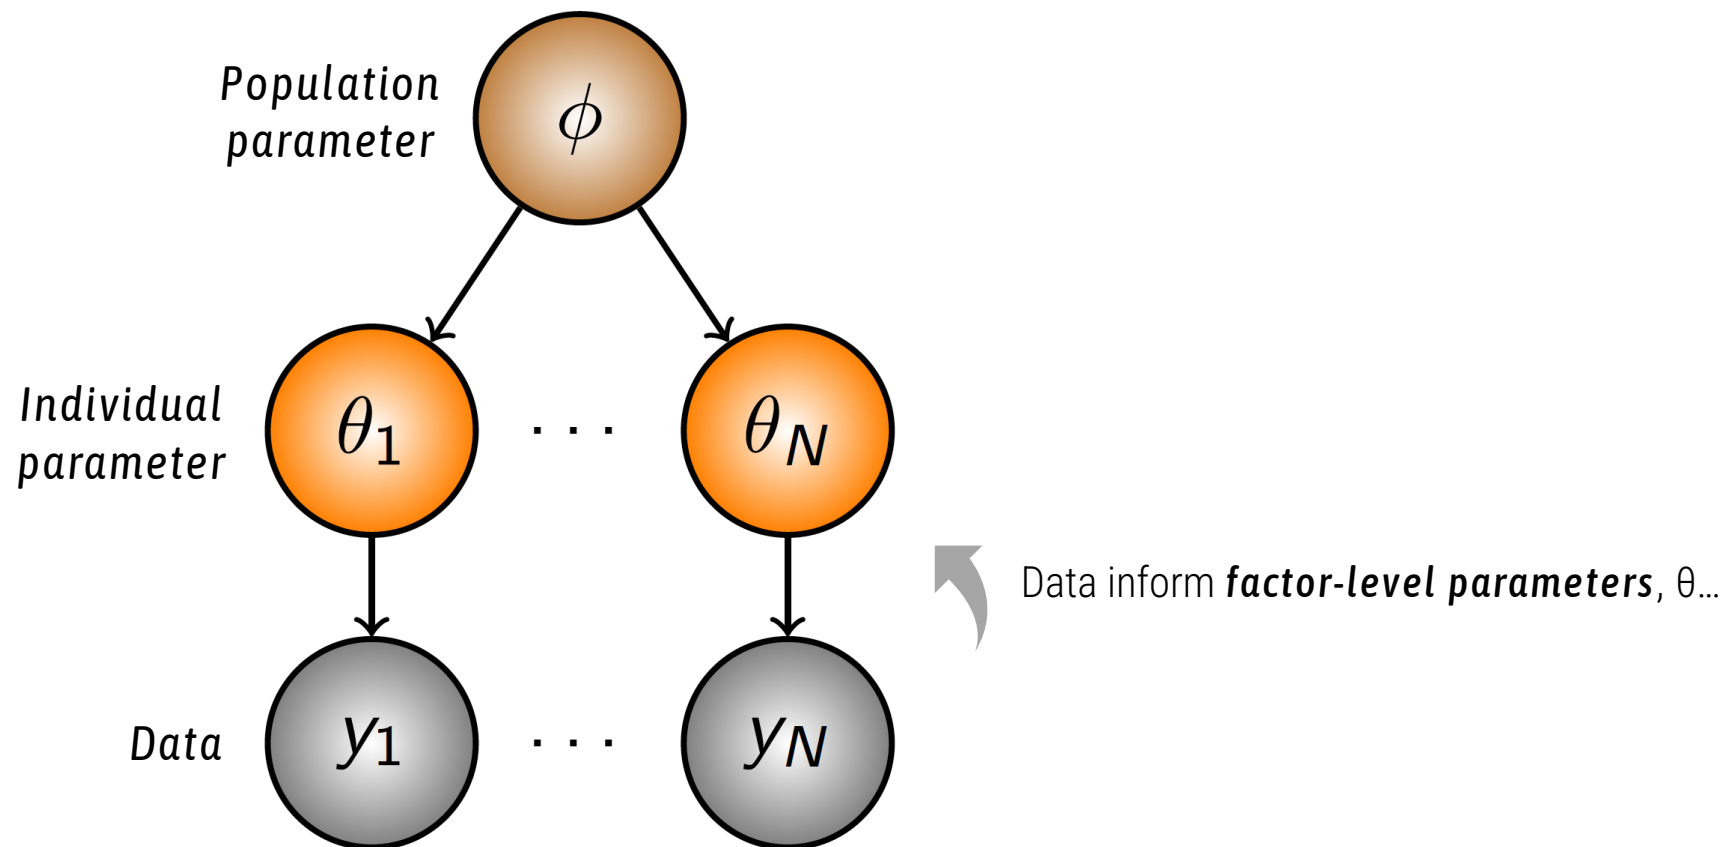 Population
parameter
ϕ
Individual
parameter
θ1 . . . θN
Data inform factor-level parameters, θ...
Data
y1 . . . yN